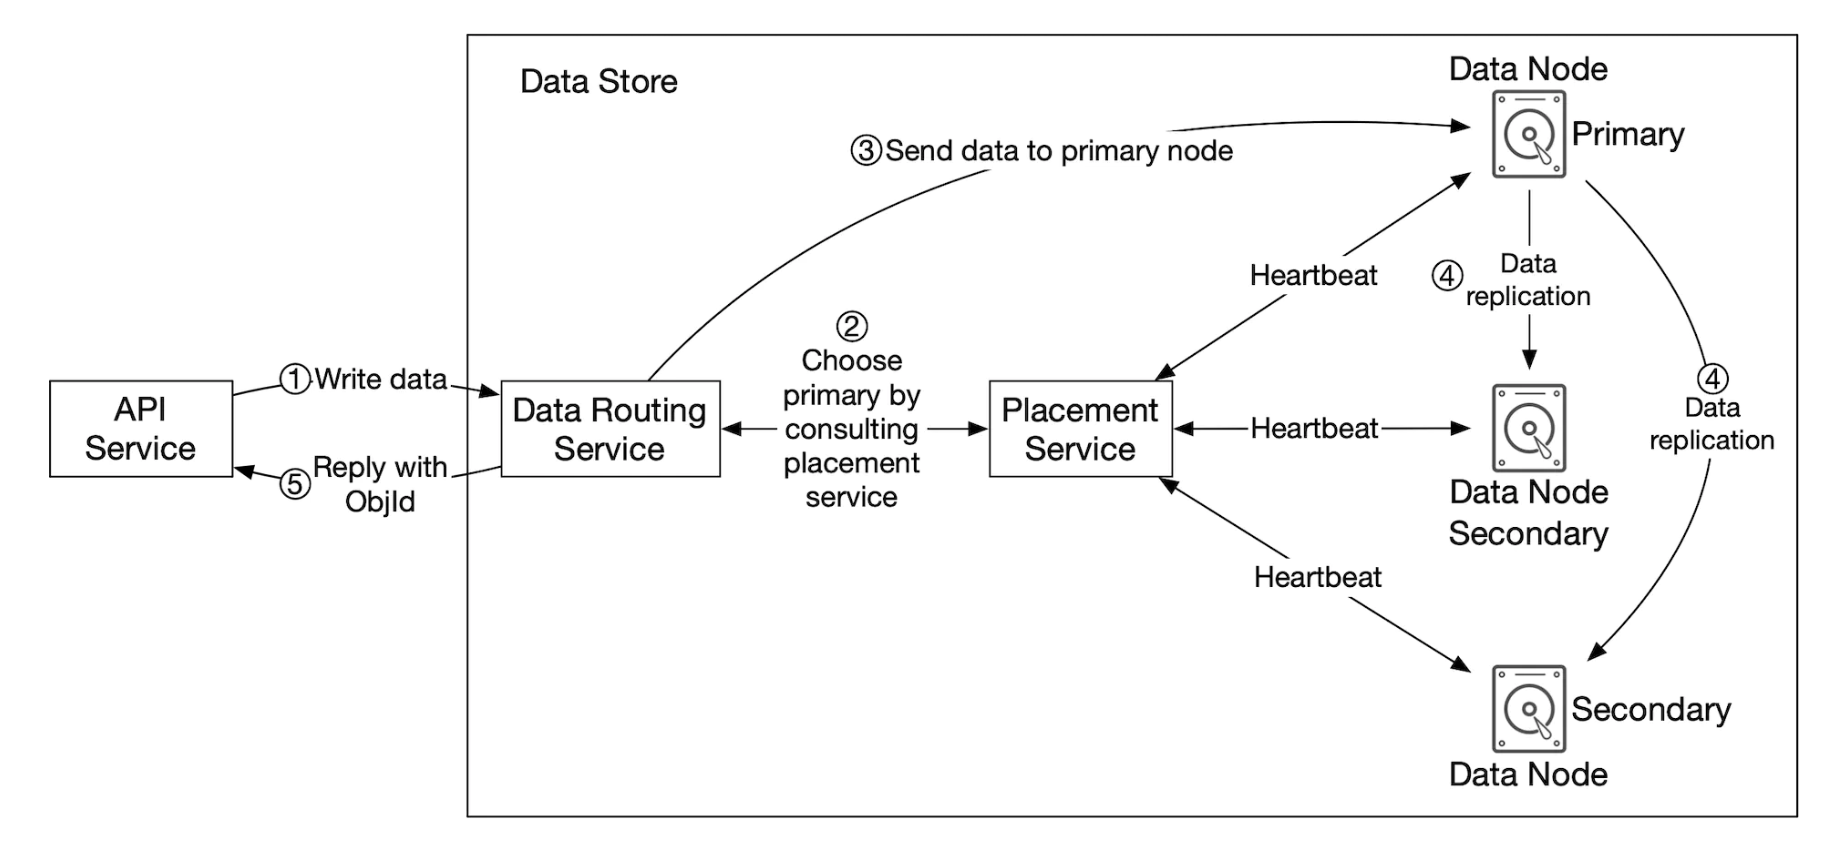 Data Store
Data Node
Primary
③Send data to primary node
Heartbeat
④
Data
replication
②
Choose
primary by
consulting
placement
service
①Write data
API
Service
Data Routing
Service
Placement
Service
Heartbeat
④
Data
replication
⑤
Reply with
ObjId
Data Node
Secondary
Heartbeat
Secondary
Data Node